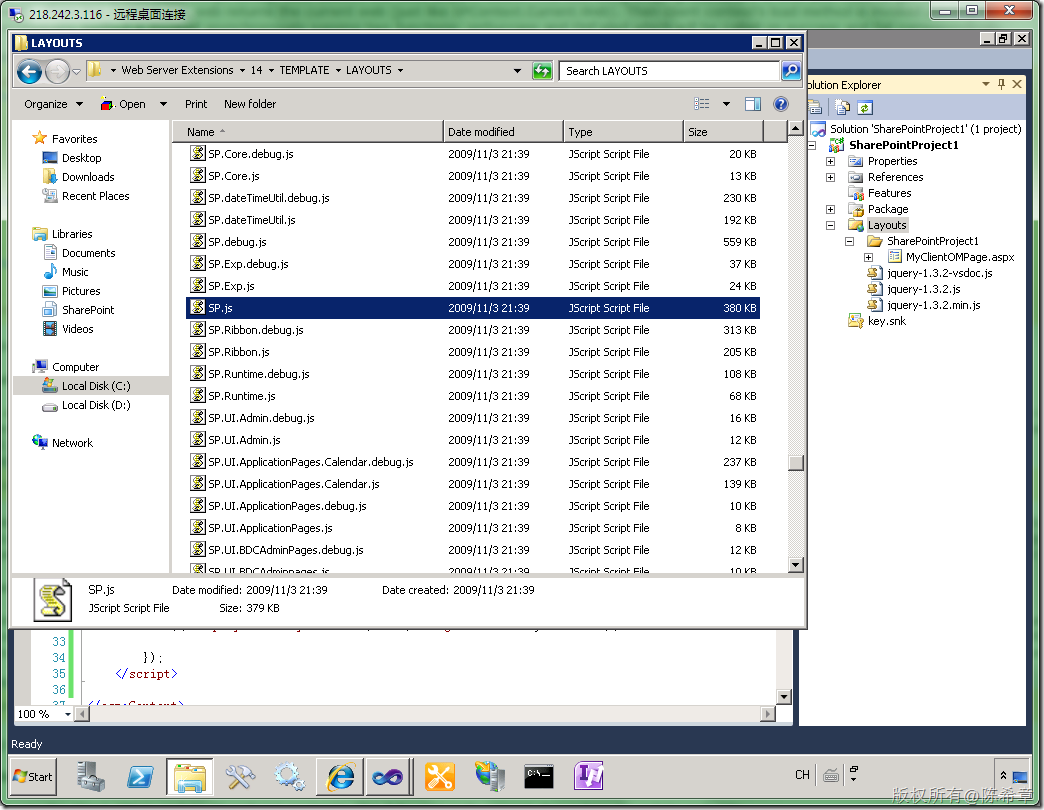 218.242.3.116 - 远程桌面连接
LAYOUTS
Web Server Extensions 14 TEMPLATE LAYOUTS
Search LAYOUTS
Organize Open Print New folder
Name Date modified Type Size
Favorites
Desktop
Downloads
Recent Places
Libraries
Documents
Music
Pictures
SharePoint
Videos
Computer
Local Disk (C:)
Local Disk (D:)
Network
SP.Core.debug.js 2009/11/3 21:39 JScript Script File 20 KB
SP.Core.js 2009/11/3 21:39 JScript Script File 13 KB
SP.dateTimeUtil.debug.js 2009/11/3 21:39 JScript Script File 230 KB
SP.dateTimeUtil.js 2009/11/3 21:39 JScript Script File 192 KB
SP.debug.js 2009/11/3 21:39 JScript Script File 559 KB
SP.Exp.debug.js 2009/11/3 21:39 JScript Script File 37 KB
SP.Exp.js 2009/11/3 21:39 JScript Script File 24 KB
SP.js 2009/11/3 21:39 JScript Script File 380 KB
SP.Ribbon.debug.js 2009/11/3 21:39 JScript Script File 313 KB
SP.Ribbon.js 2009/11/3 21:39 JScript Script File 205 KB
SP.Runtime.debug.js 2009/11/3 21:39 JScript Script File 108 KB
SP.Runtime.js 2009/11/3 21:39 JScript Script File 68 KB
SP.UI.Admin.debug.js 2009/11/3 21:39 JScript Script File 16 KB
SP.UI.Admin.js 2009/11/3 21:39 JScript Script File 12 KB
SP.UI.ApplicationPages.Calendar.debug.js 2009/11/3 21:39 JScript Script File 237 KB
SP.UI.ApplicationPages.Calendar.js 2009/11/3 21:39 JScript Script File 139 KB
SP.UI.ApplicationPages.debug.js 2009/11/3 21:39 JScript Script File 10 KB
SP.UI.ApplicationPages.js 2009/11/3 21:39 JScript Script File 8 KB
SP.UI.BDCAdminPages.debug.js 2009/11/3 21:39 JScript Script File 12 KB
SP.UI.BDCAdminpages.js 2009/11/3 21:39 JScript Script File 10 KB
SP.js Date modified: 2009/11/3 21:39 Date created: 2009/11/3 21:39
JScript Script File Size: 379 KB
olution Explorer
Solution 'SharePointProject1' (1 project)
SharePointProject1
Properties
References
Features
Package
Layouts
SharePointProject1
MyClientOMPage.aspx
jquery-1.3.2-vsdoc.js
jquery-1.3.2.js
jquery-1.3.2.min.js
key.snk
33
34 });
35 </script>
36
37 </asp:Content>
100 %
Ready
Start
CH
版权所有@陈希章